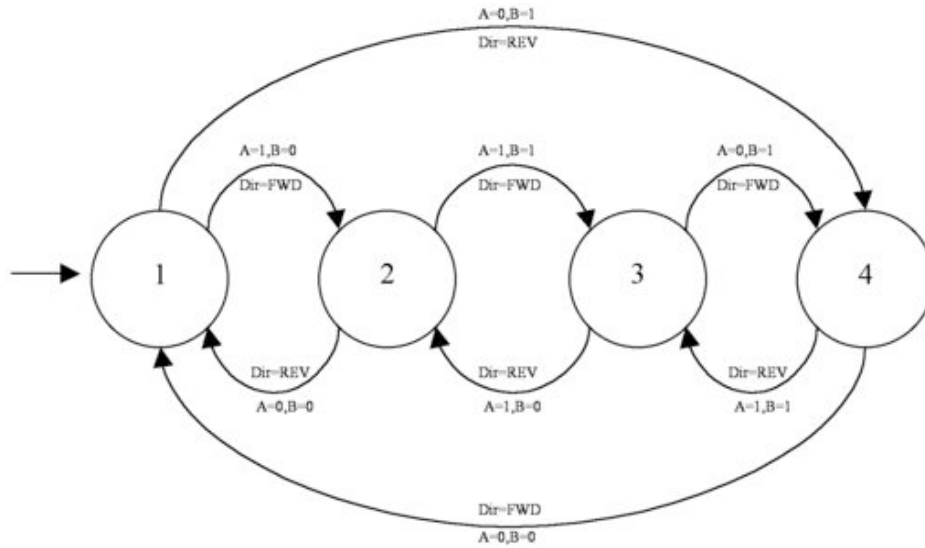 A=0,B=1
Dir=REV
A=1,B=0
Dir=FWD
A=1,B=1
Dir=FWD
A=0,B=1
Dir=FWD
1
2
3
4
Dir=REV
A=0,B=0
Dir=REV
A=1,B=0
Dir=REV
A=1,B=1
Dir=FWD
A=0,B=0